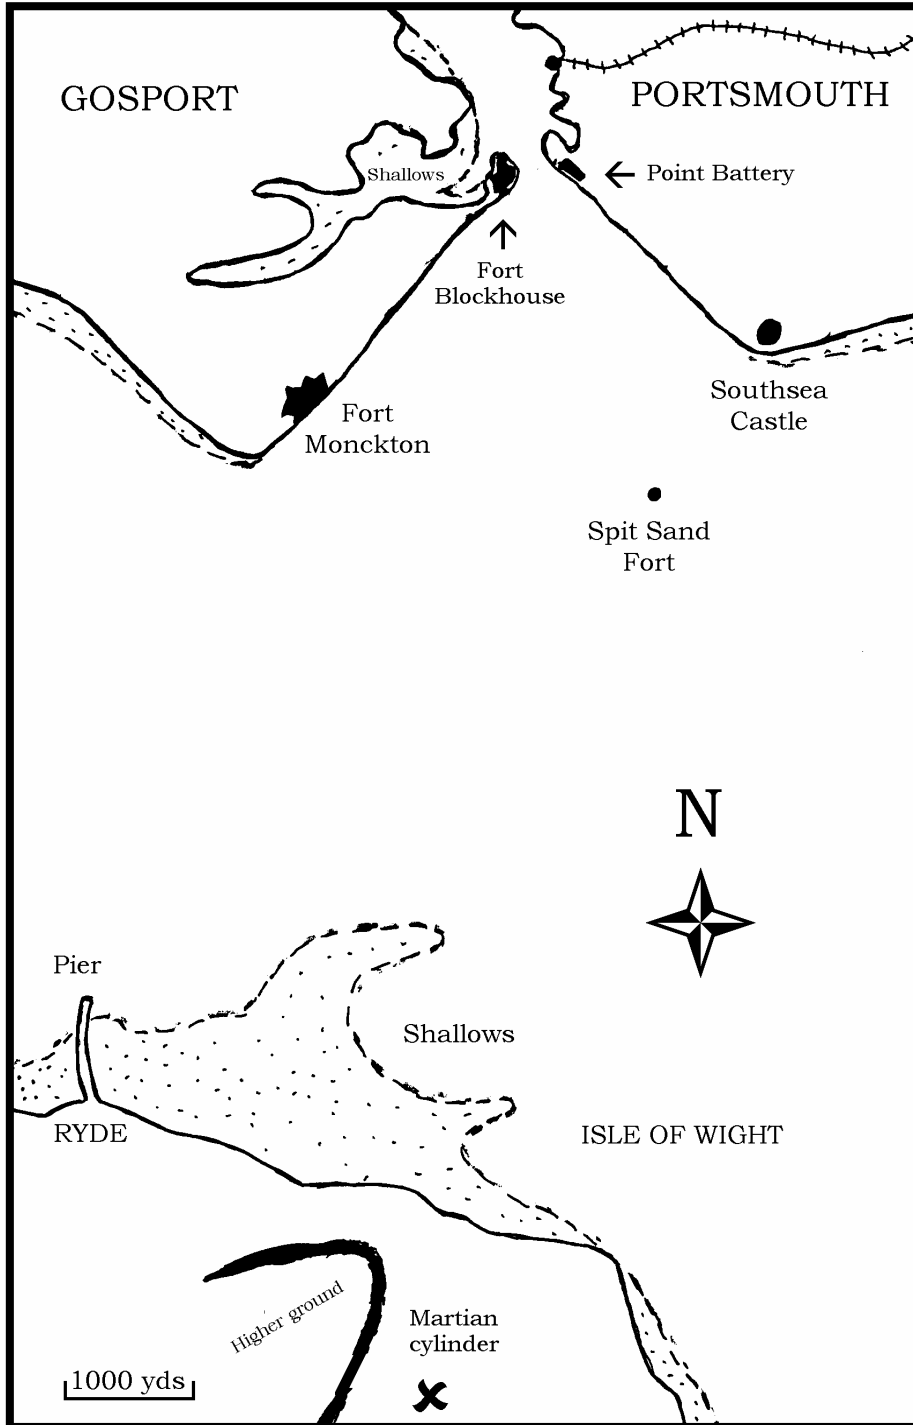 GOSPORT
PORTSMOUTH
Shallows
Point Battery
Fort
Blockhouse
Southsea
Castle
Fort
Monckton
Spit Sand
Fort
N
Pier
Shallows
RYDE
ISLE OF WIGHT
Higher ground
Martian
cylinder
1000 yds